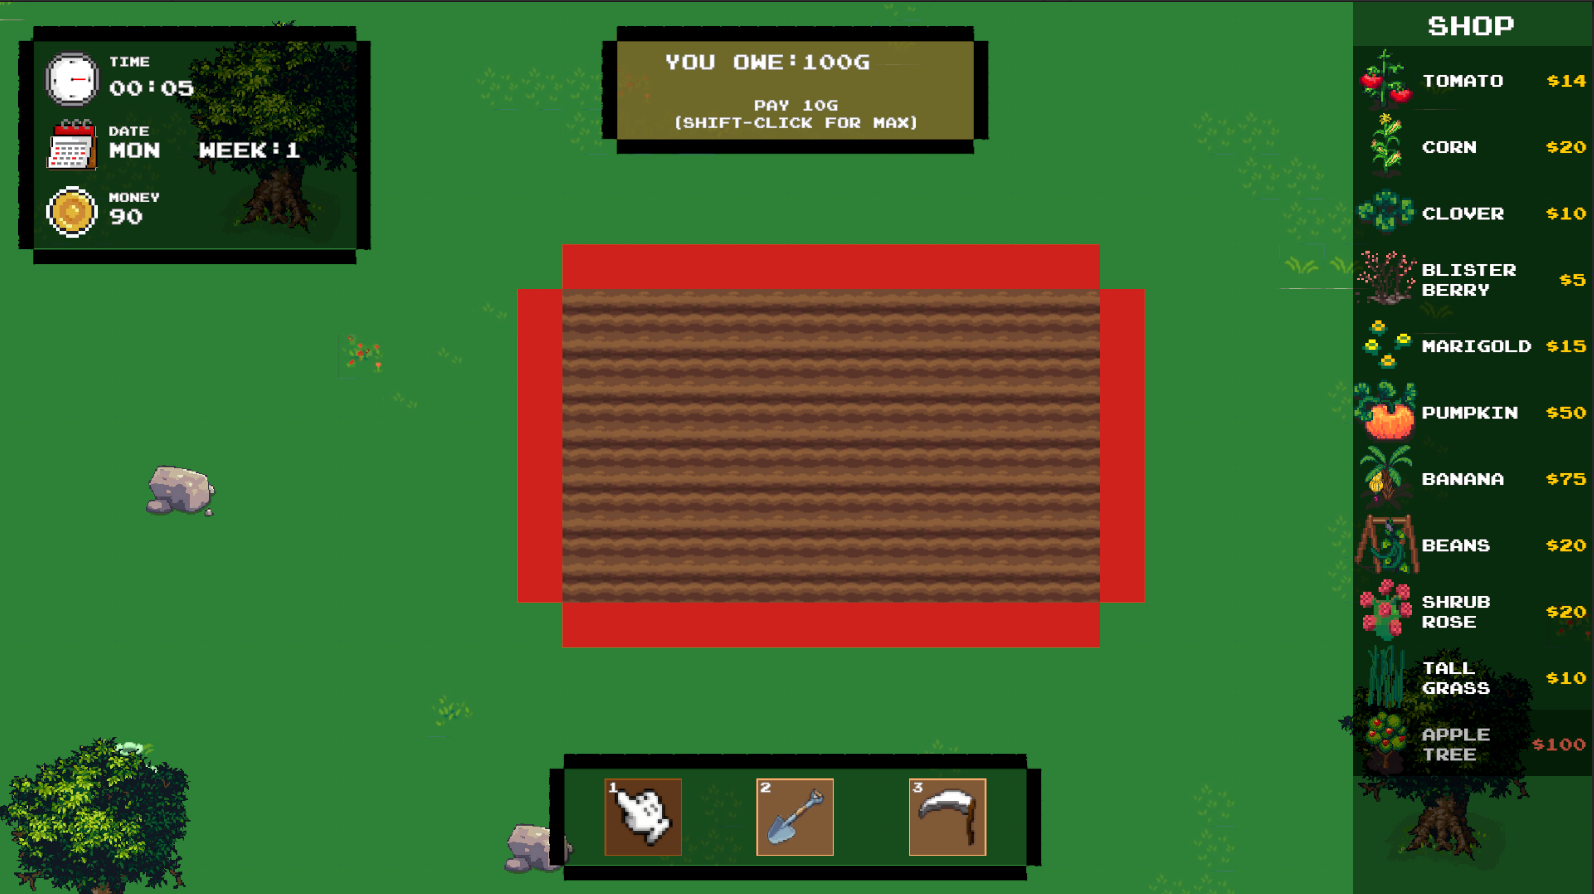 TIME
00:05
DATE
MON WEEK:1
MONEY
90
YOU OWE:100G
PAY 10G
(SHIFT-CLICK FOR MAX)
SHOP
TOMATO $14
CORN $20
CLOVER $10
BLISTER
BERRY $5
MARIGOLD $15
PUMPKIN $50
BANANA $75
BEANS $20
SHRUB
ROSE $20
TALL
GRASS $10
APPLE
TREE $100
1
2
3